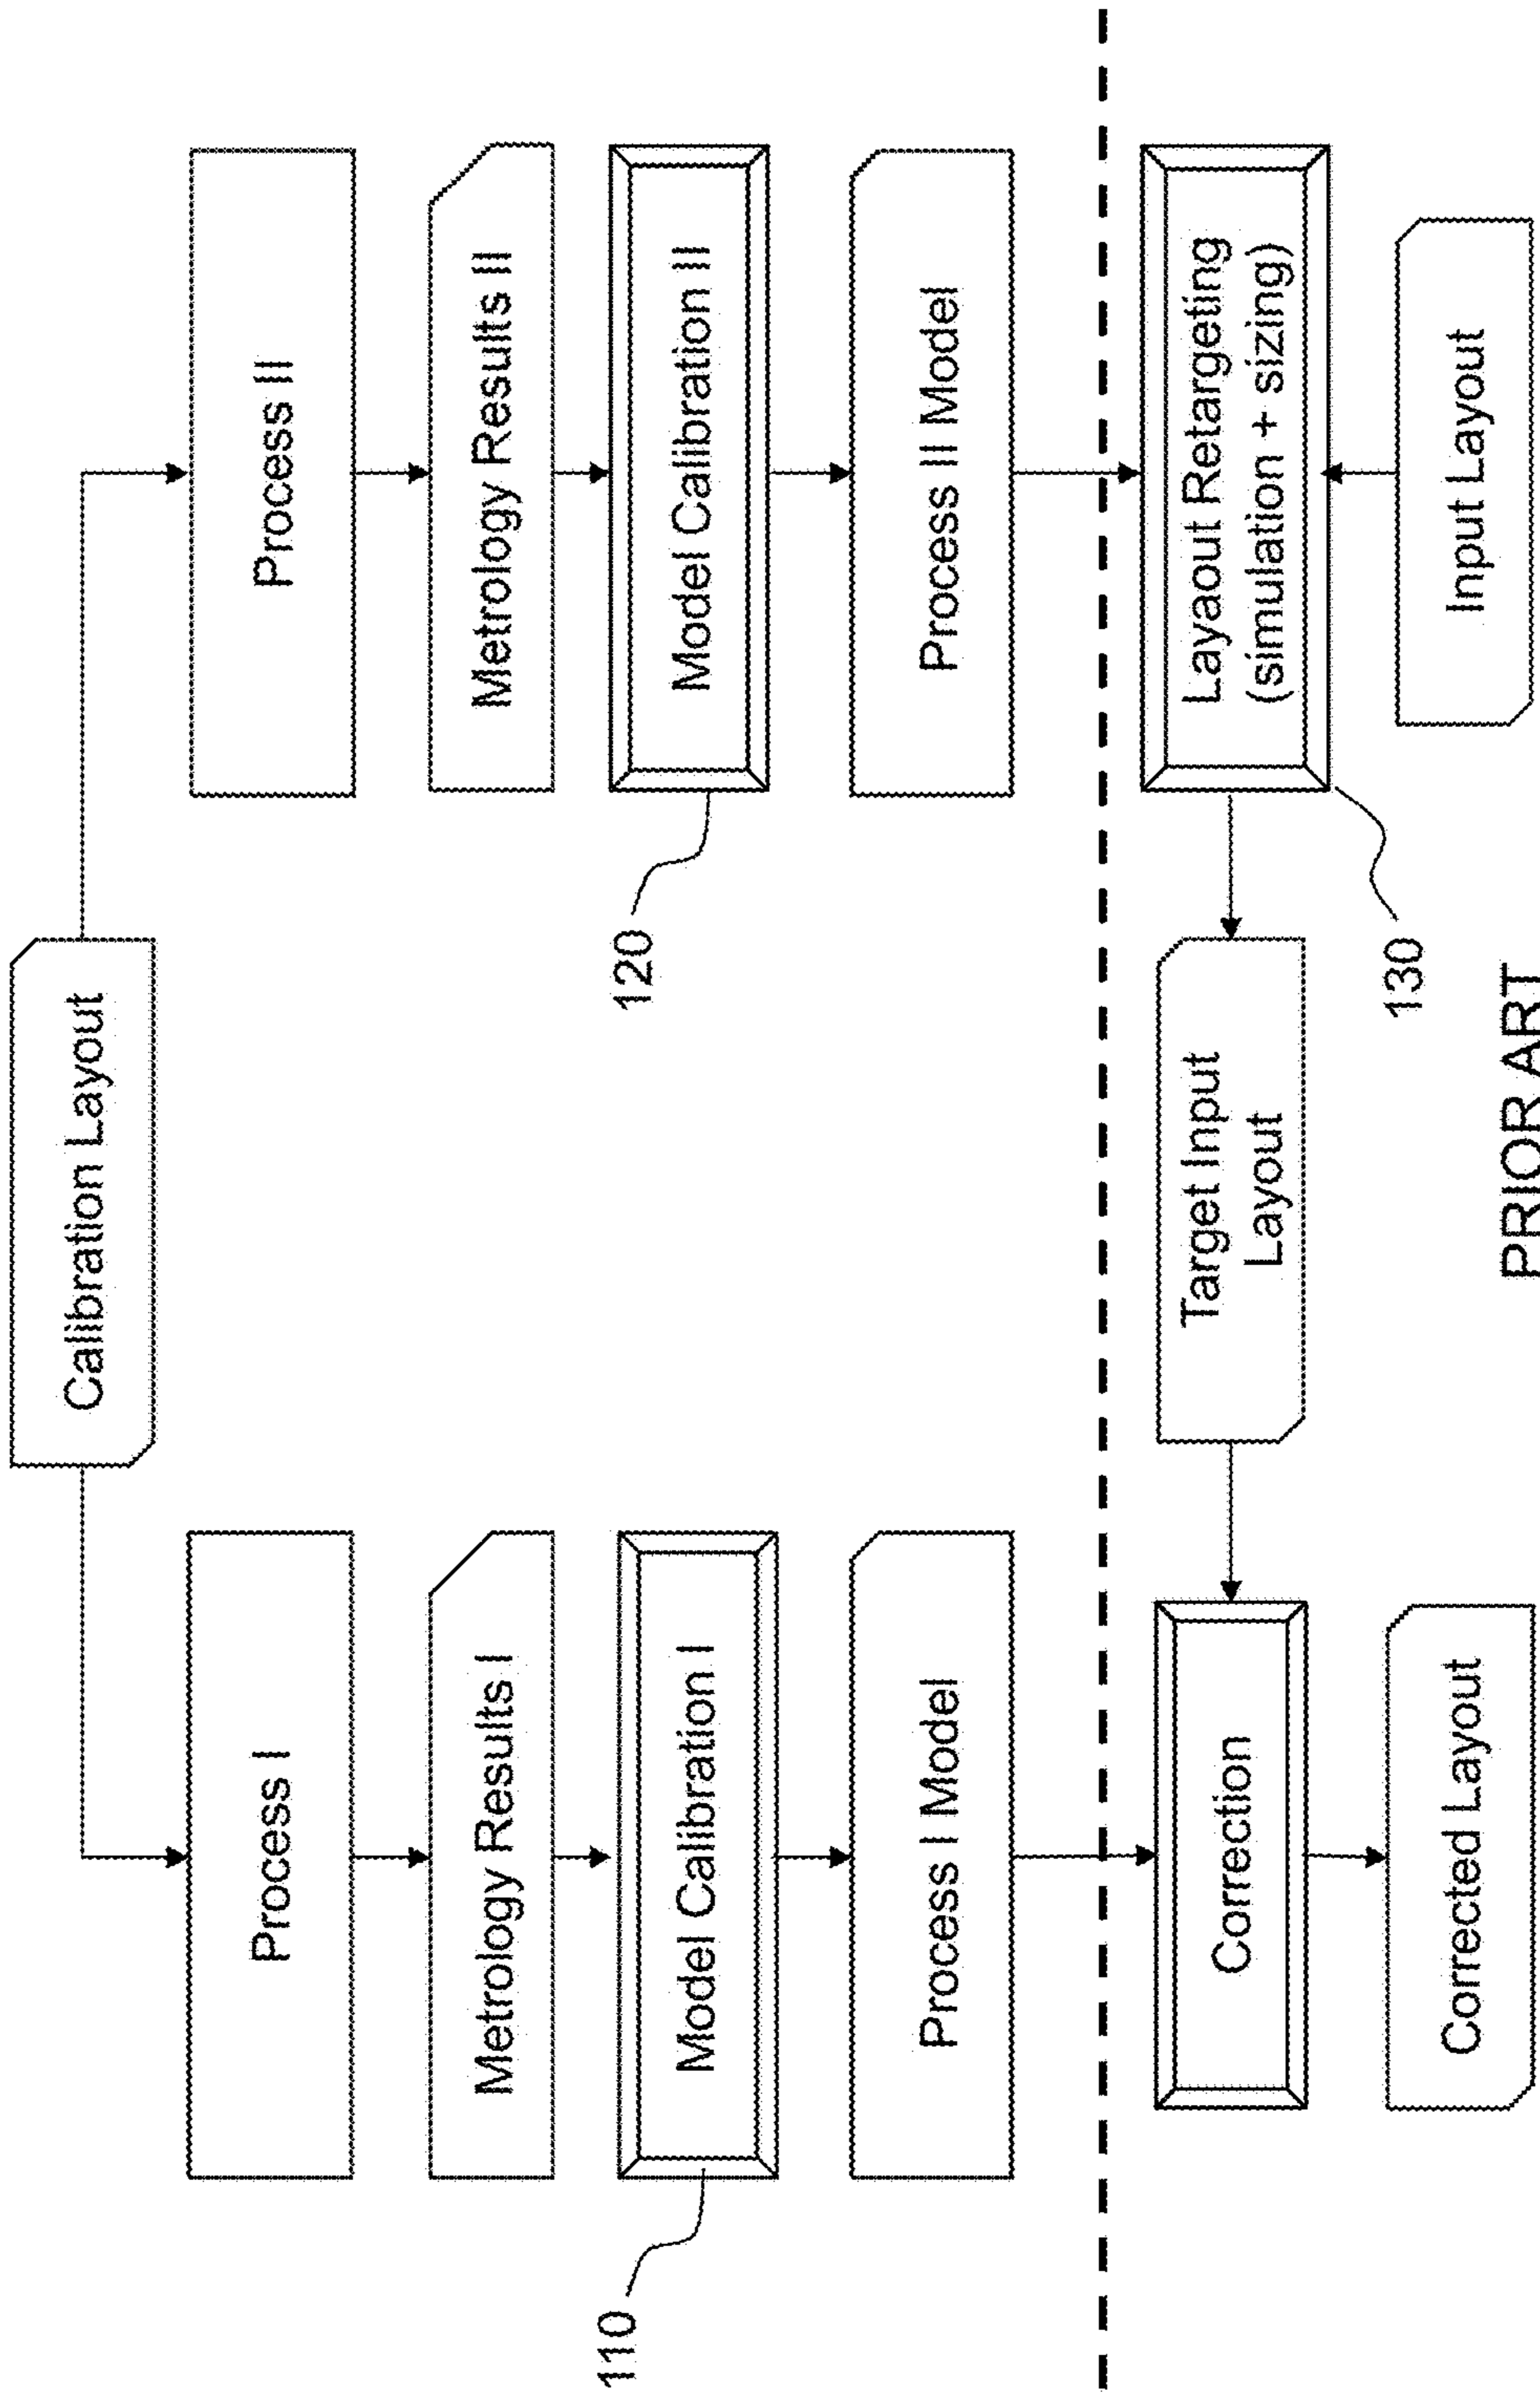 Calibration Layout
Process I
Process II
Metrology Results I
Metrology Results II
110
Model Calibration I
120
Model Calibration II
Process I Model
Process II Model
Correction
Target Input
Layout
Layaout Retargeting
(simulation + sizing)
130
Corrected Layout
Input Layout
PRIOR ART